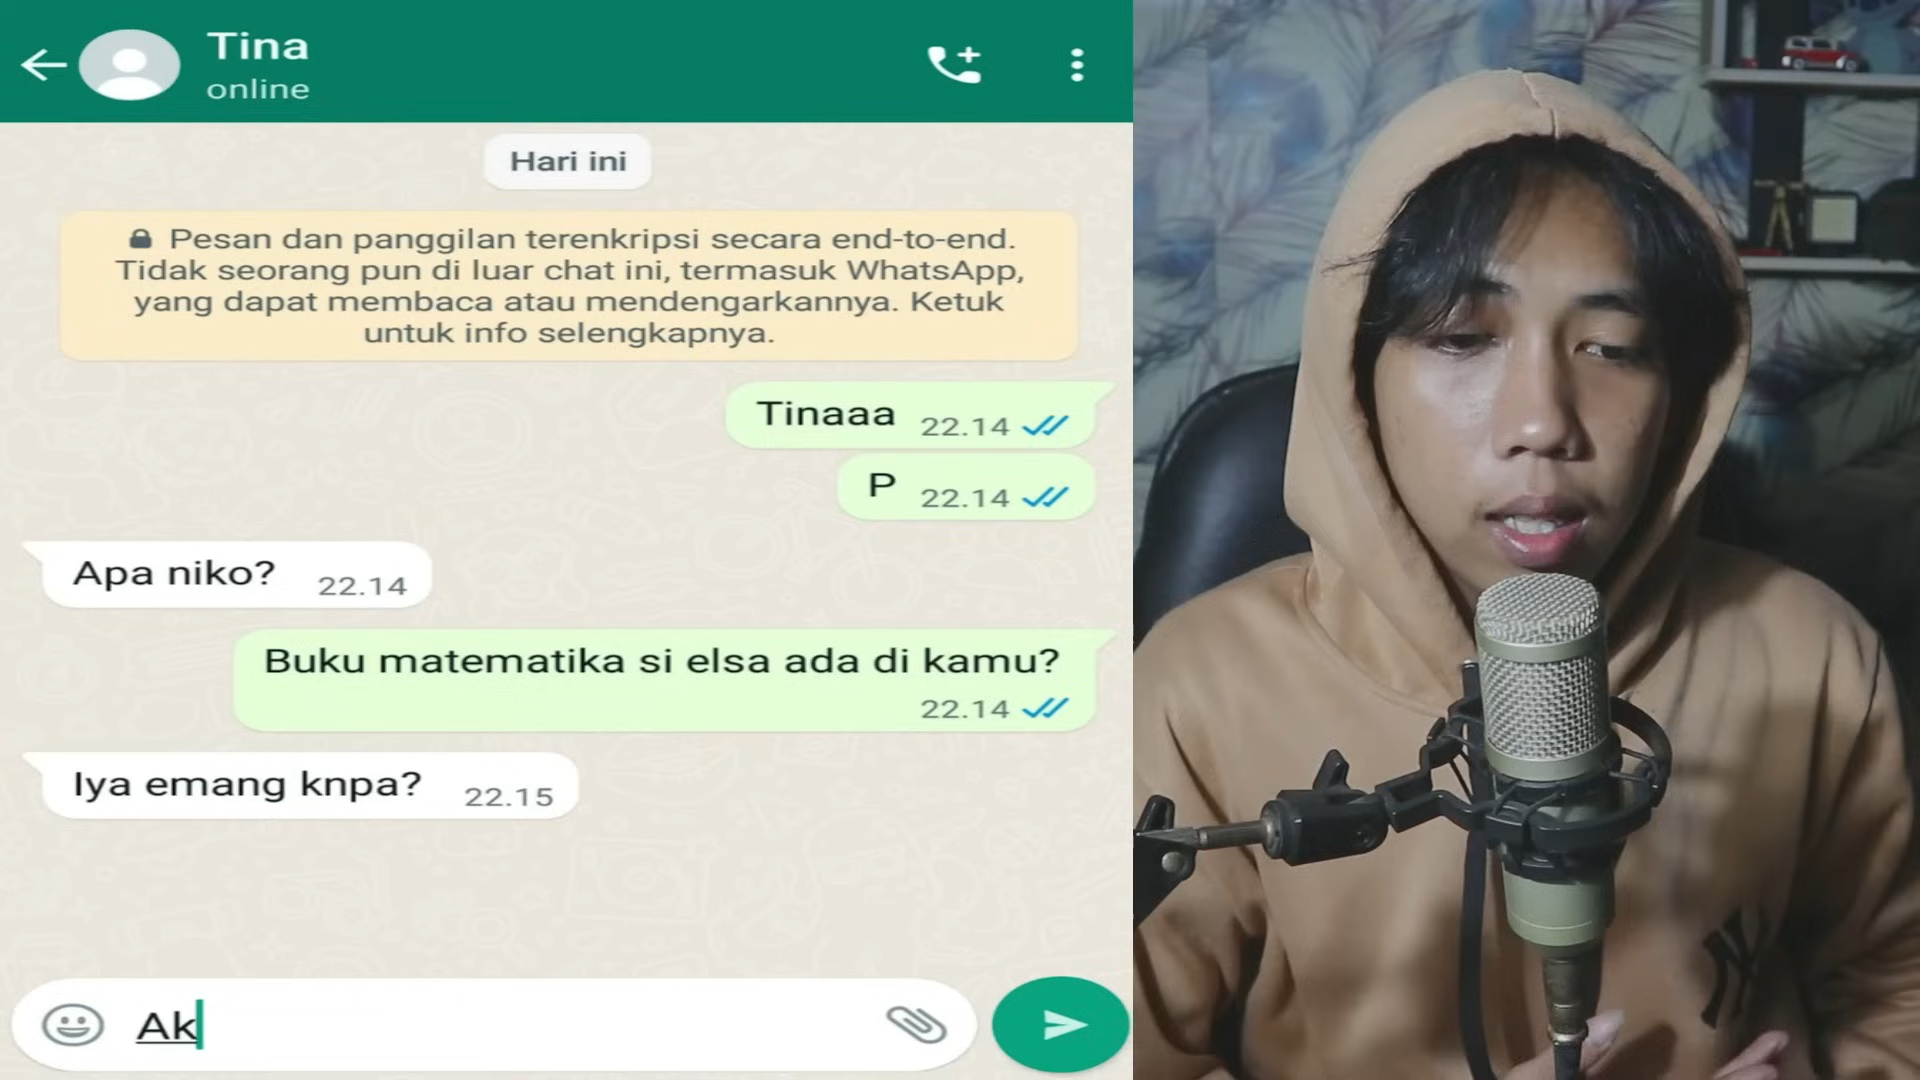 Tina
online
Hari ini
Pesan dan panggilan terenkripsi secara end-to-end.
Tidak seorang pun di luar chat ini, termasuk WhatsApp,
yang dapat membaca atau mendengarkannya. Ketuk
untuk info selengkapnya.
Tinaaa 22.14
P 22.14
Apa niko? 22.14
Buku matematika si elsa ada di kamu?
22.14
Iya emang knpa? 22.15
Ak
NY